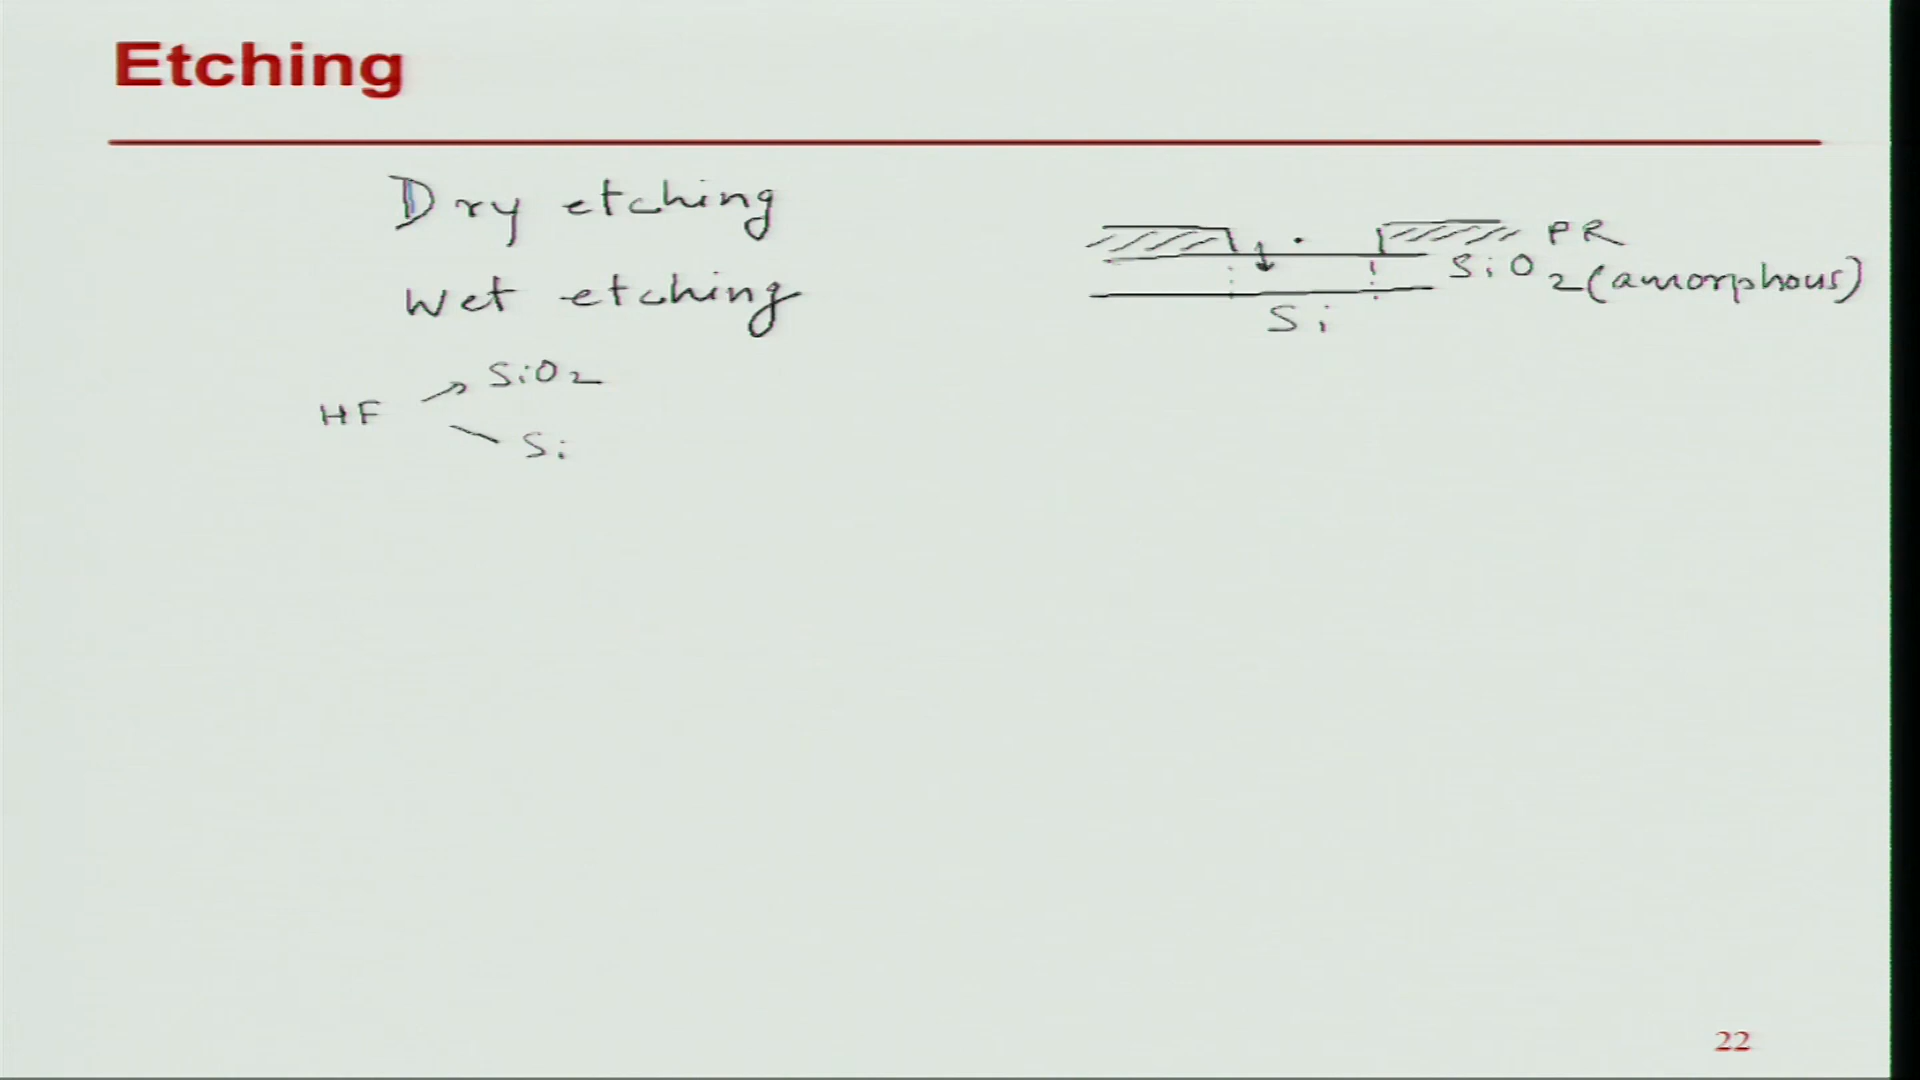 Etching
Dry etching
Wet etching
HF
SiO2
Si
PR
SiO2 (amorphous)
Si
22